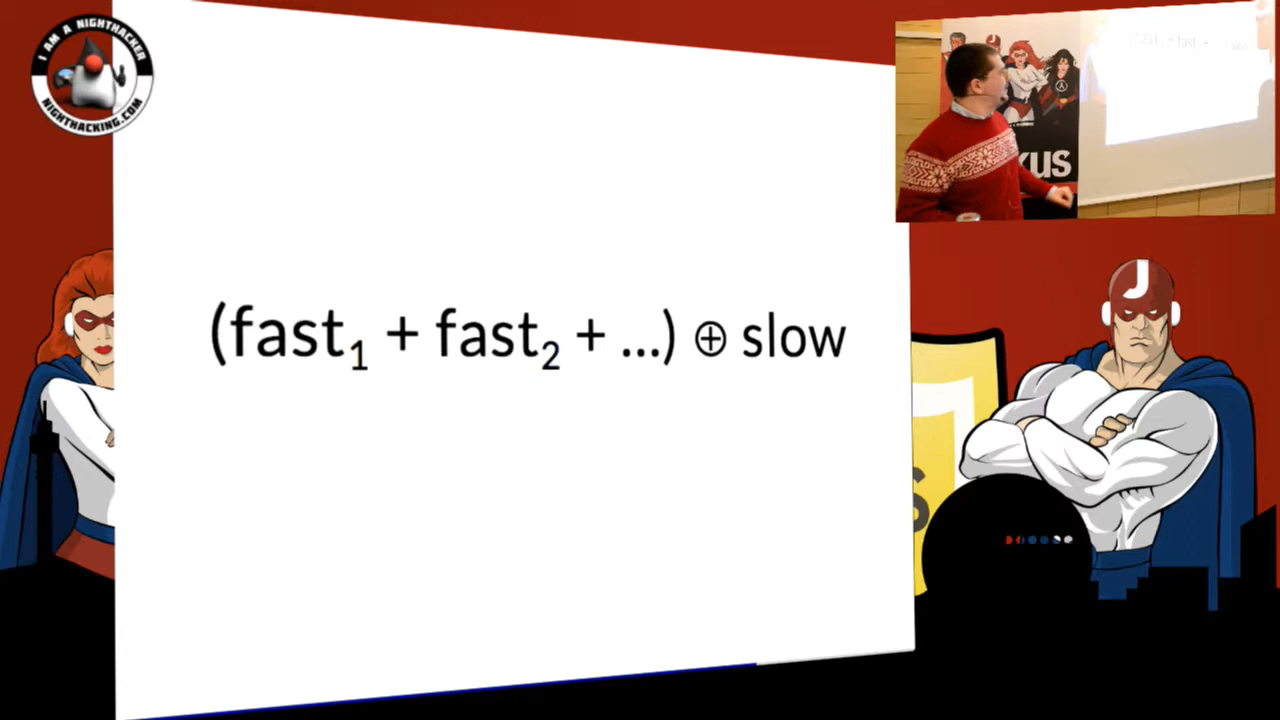 I AM A NIGHTHACKER
NIGHTHACKING.COM
(fast₁ + fast₂ + ...) ⊕ slow
J